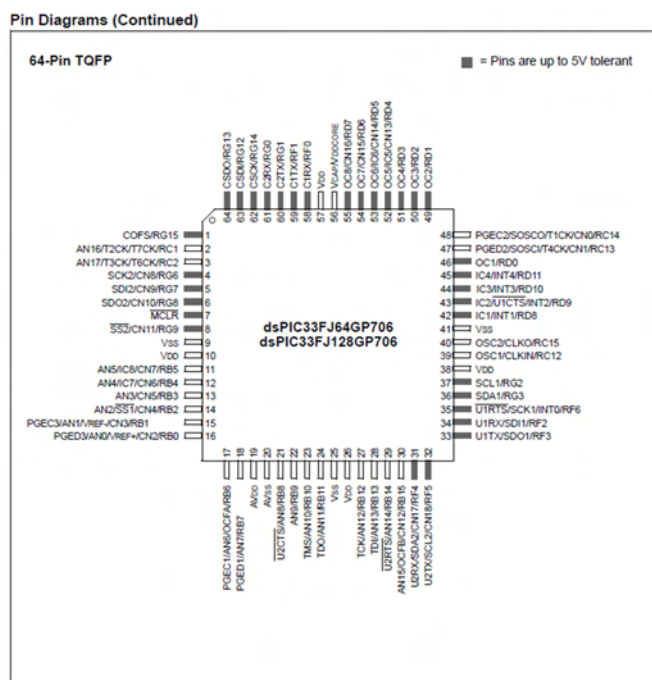 Pin Diagrams (Continued)
64-Pin TQFP
= Pins are up to 5V tolerant
64 CSDO/RG13
63 CSDI/RG12
62 CSCK/RG14
61 C2RX/RG0
60 C2TX/RG1
59 C1TX/RF1
58 C1RX/RF0
57 VDD
56 VCAP/VDDCORE
55 OC8/CN16/RD7
54 OC7/CN15/RD6
53 OC6/IC6/CN14/RD5
52 OC5/IC5/CN13/RD4
51 OC4/RD3
50 OC3/RD2
49 OC2/RD1
COFS/RG15 1
AN16/T2CK/T7CK/RC1 2
AN17/T3CK/T6CK/RC2 3
SCK2/CN8/RG6 4
SDI2/CN9/RG7 5
SDO2/CN10/RG8 6
MCLR 7
SS2/CN11/RG9 8
VSS 9
VDD 10
AN5/IC8/CN7/RB5 11
AN4/IC7/CN6/RB4 12
AN3/CN5/RB3 13
AN2/SS1/CN4/RB2 14
PGEC3/AN1/VREF-/CN3/RB1 15
PGED3/AN0/VREF+/CN2/RB0 16
dsPIC33FJ64GP706
dsPIC33FJ128GP706
48 PGEC2/SOSCO/T1CK/CN0/RC14
47 PGED2/SOSCI/T4CK/CN1/RC13
46 OC1/RD0
45 IC4/INT4/RD11
44 IC3/INT3/RD10
43 IC2/U1CTS/INT2/RD9
42 IC1/INT1/RD8
41 VSS
40 OSC2/CLKO/RC15
39 OSC1/CLKIN/RC12
38 VDD
37 SCL1/RG2
36 SDA1/RG3
35 U1RTS/SCK1/INT0/RF6
34 U1RX/SDI1/RF2
33 U1TX/SDO1/RF3
17 PGEC1/AN6/OCFA/RB6
18 PGED1/AN7/RB7
19 AVDD
20 AVSS
21 U2CTS/AN8/RB8
22 AN9/RB9
23 TMS/AN10/RB10
24 TDO/AN11/RB11
25 VSS
26 VDD
27 TCK/AN12/RB12
28 TDI/AN13/RB13
29 U2RTS/AN14/RB14
30 AN15/OCFB/CN12/RB15
31 U2RX/SDA2/CN17/RF4
32 U2TX/SCL2/CN18/RF5